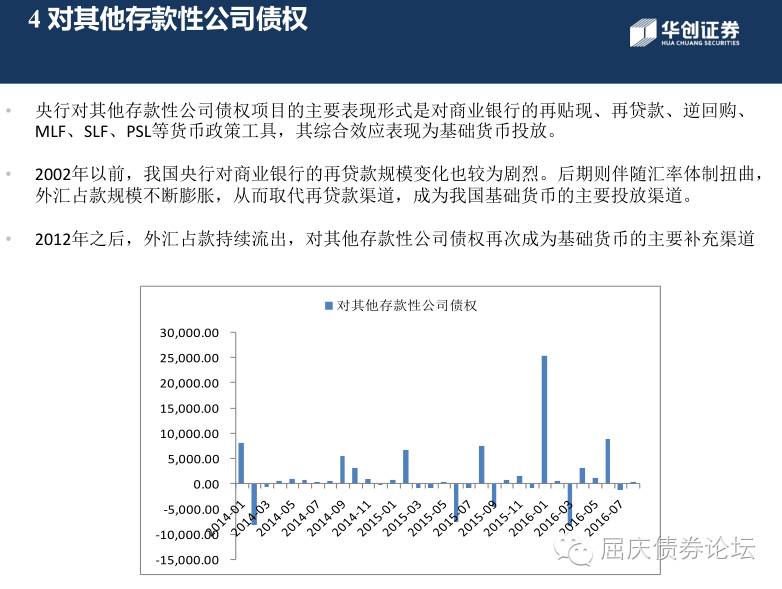 4 对其他存款性公司债权
华创证券
HUA CHUANG SECURITIES
• 央行对其他存款性公司债权项目的主要表现形式是对商业银行的再贴现、再贷款、逆回购、
MLF、SLF、PSL等货币政策工具，其综合效应表现为基础货币投放。
• 2002年以前，我国央行对商业银行的再贷款规模变化也较为剧烈。后期则伴随汇率体制扭曲，
外汇占款规模不断膨胀，从而取代再贷款渠道，成为我国基础货币的主要投放渠道。
• 2012年之后，外汇占款持续流出，对其他存款性公司债权再次成为基础货币的主要补充渠道
对其他存款性公司债权
30,000.00
25,000.00
20,000.00
15,000.00
10,000.00
5,000.00
0.00
-5,000.00
-10,000.00
-15,000.00
2014-01
2014-03
2014-05
2014-07
2014-09
2014-11
2015-01
2015-03
2015-05
2015-07
2015-09
2015-11
2016-01
2016-03
2016-05
2016-07
屈庆债券论坛